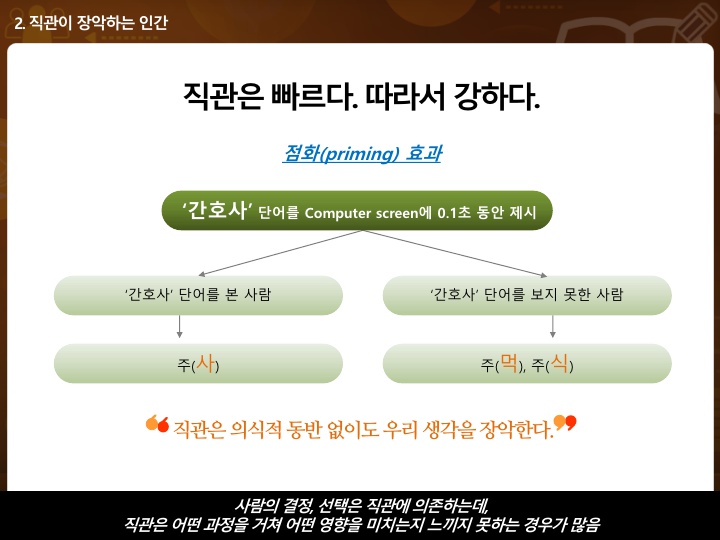 2. 직관이 장악하는 인간
직관은 빠르다. 따라서 강하다.
점화(priming) 효과
‘간호사’ 단어를 Computer screen에 0.1초 동안 제시
‘간호사’ 단어를 본 사람
‘간호사’ 단어를 보지 못한 사람
주(사)
주(먹), 주(식)
“직관은 의식적 동반 없이도 우리 생각을 장악한다.”
사람의 결정, 선택은 직관에 의존하는데,
직관은 어떤 과정을 거쳐 어떤 영향을 미치는지 느끼지 못하는 경우가 많음